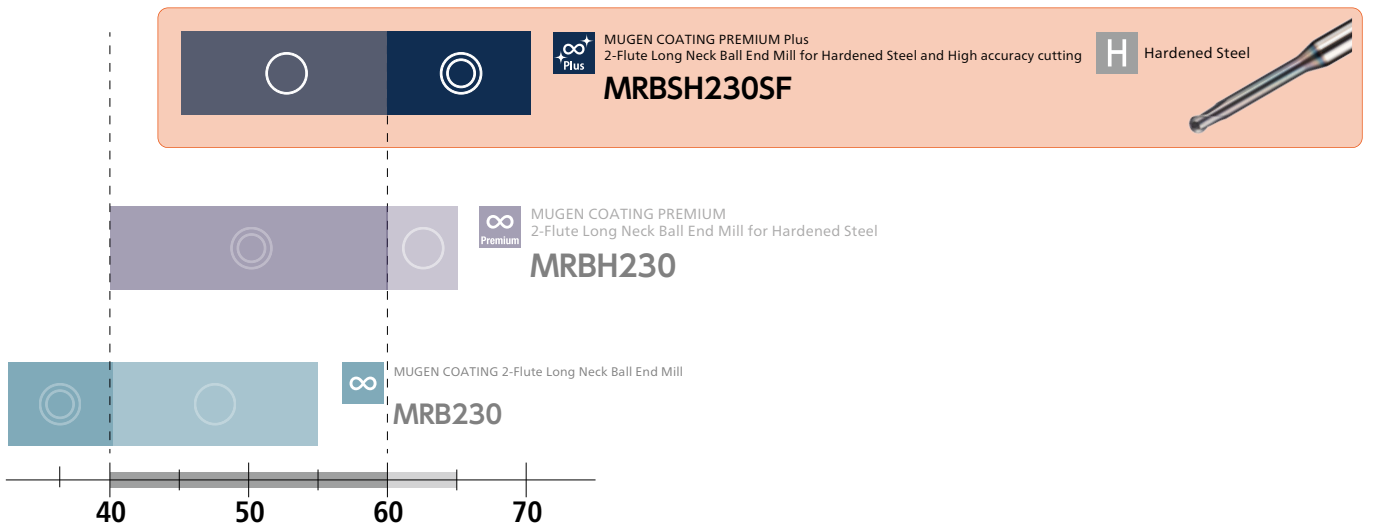 ∞
Plus
MUGEN COATING PREMIUM Plus
2-Flute Long Neck Ball End Mill for Hardened Steel and High accuracy cutting
MRBSH230SF
H Hardened Steel
∞
Premium
MUGEN COATING PREMIUM
2-Flute Long Neck Ball End Mill for Hardened Steel
MRBH230
∞
MUGEN COATING 2-Flute Long Neck Ball End Mill
MRB230
40 50 60 70